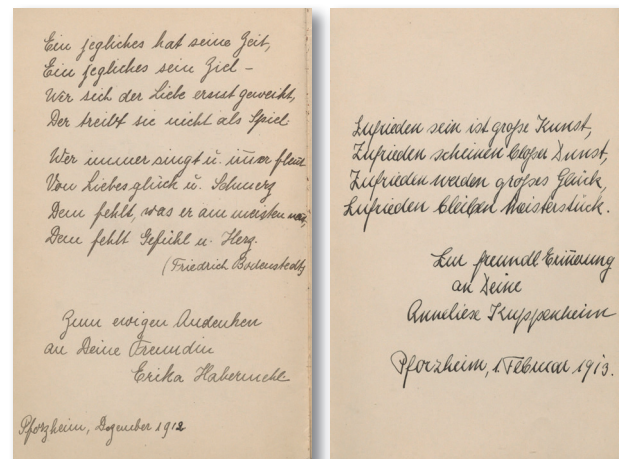 Ein jegliches hat seine Zeit,
Ein jegliches sein Ziel –
Wer sich der Liebe ernst geweiht,
Der treibt sie nicht als Spiel.
Wer immer singt u. immer fleht
Von Liebesglück u. Schmerz
Dem fehlt, was er am meisten
Dem fehlt Gefühl u. Herz.
(Friedrich Bodenstedt)
Zum ewigen Andenken
an Deine Freundin
Erika Habermehl
Pforzheim, Dezember 1912
Zufrieden sein ist große Kunst,
Zufrieden scheinen bloßer Dunst,
Zufrieden werden großes Glück,
Zufrieden bleiben Meisterstück.
Zur freundl Erinnerung
an Deine
Anneliese Kuppenheim
Pforzheim, 1. Februar 1913.